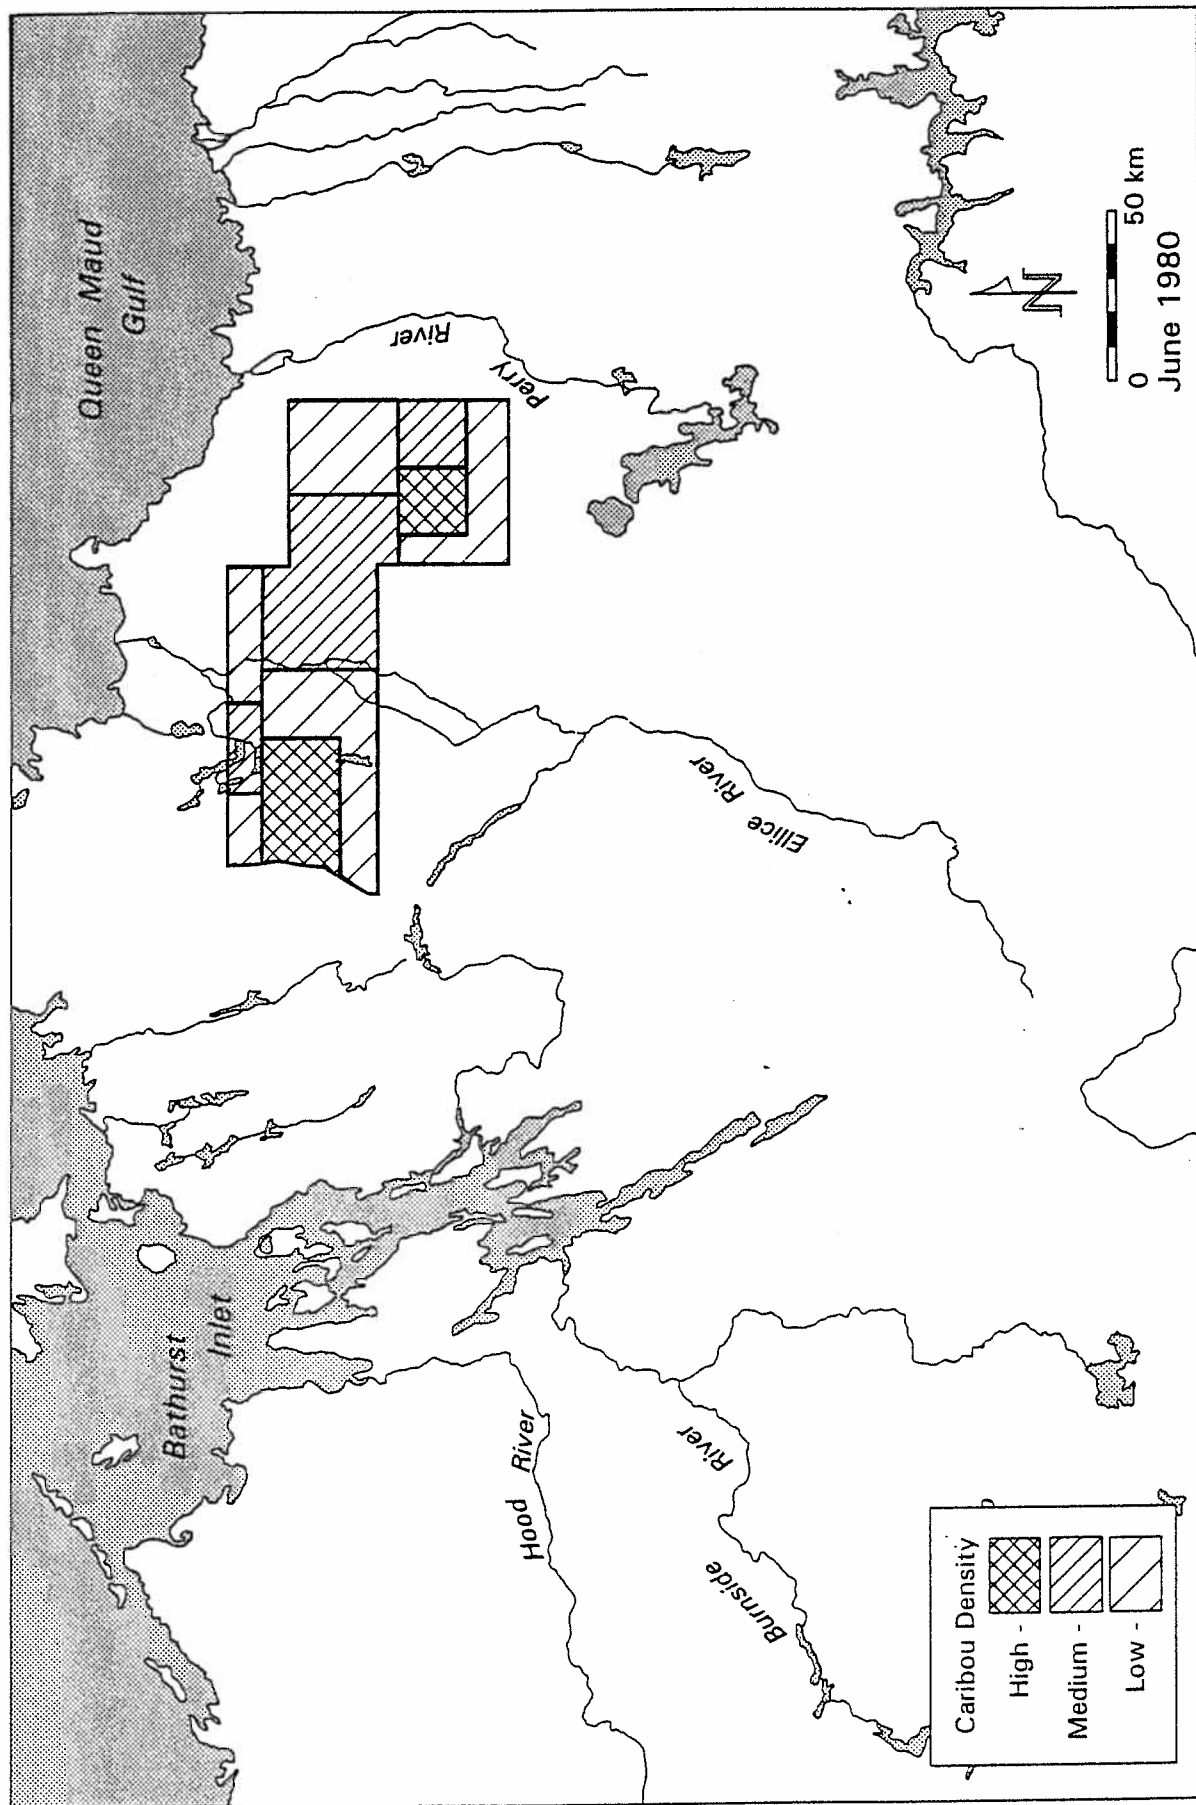 Queen Maud
Gulf
Bathurst
Inlet
Perry
River
Ellice River
Hood River
Burnside
River
Caribou Density
High -
Medium -
Low -
N
0 50 km
June 1980